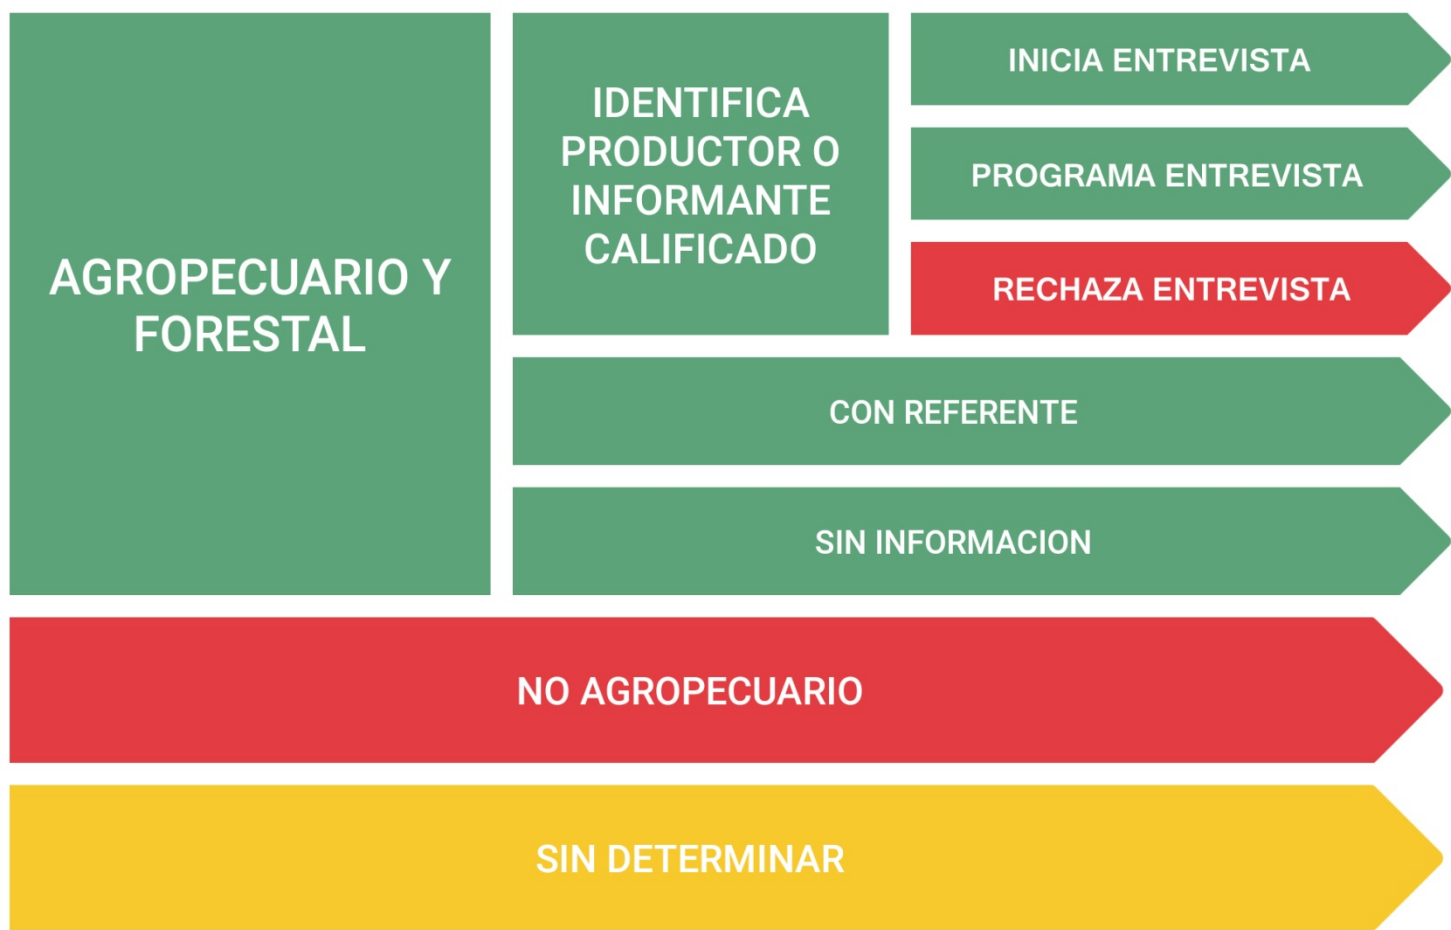 AGROPECUARIO Y
FORESTAL
IDENTIFICA
PRODUCTOR O
INFORMANTE
CALIFICADO
INICIA ENTREVISTA
PROGRAMA ENTREVISTA
RECHAZA ENTREVISTA
CON REFERENTE
SIN INFORMACION
NO AGROPECUARIO
SIN DETERMINAR